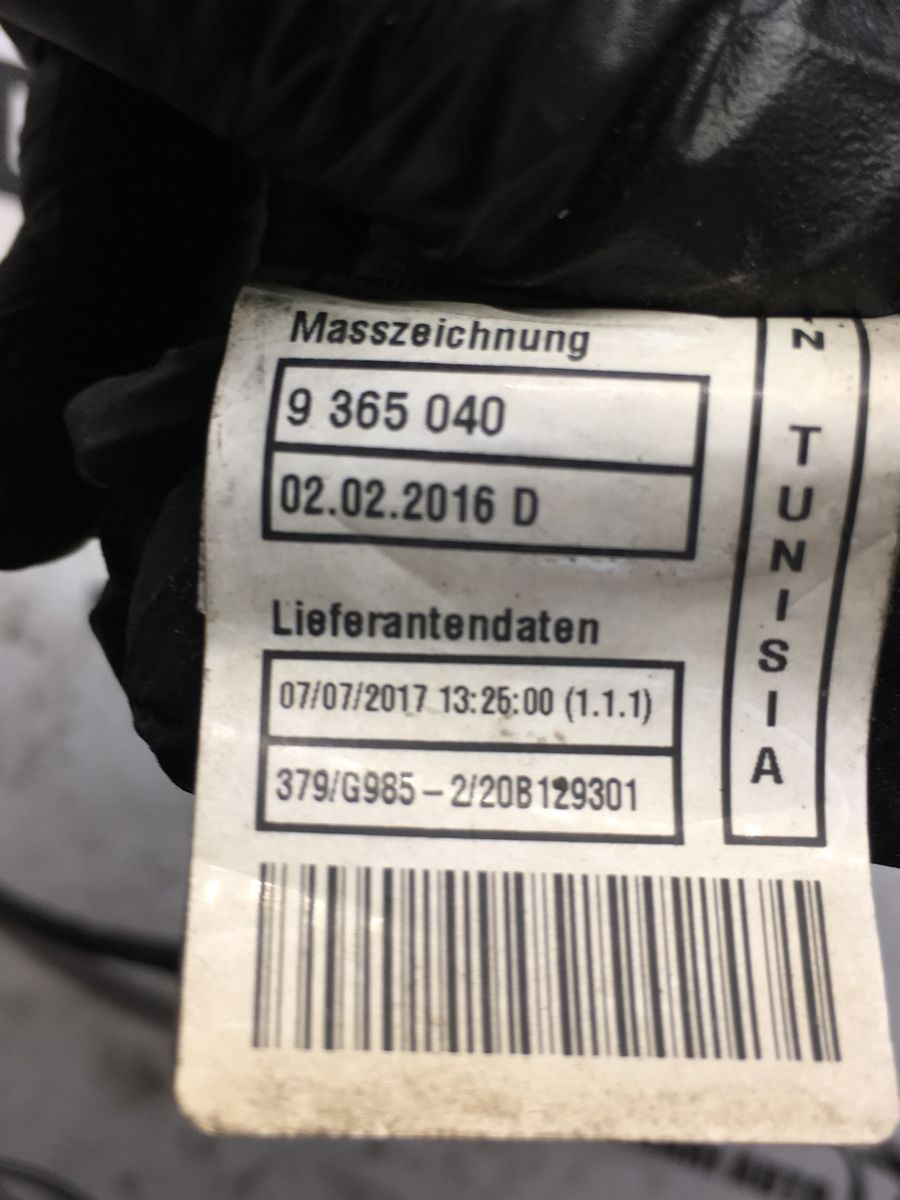 Masszeichnung
9 365 040
02.02.2016 D
Lieferantendaten
07/07/2017 13:25:00 (1.1.1)
379/G985 – 2/20B129301
N TUNISIA